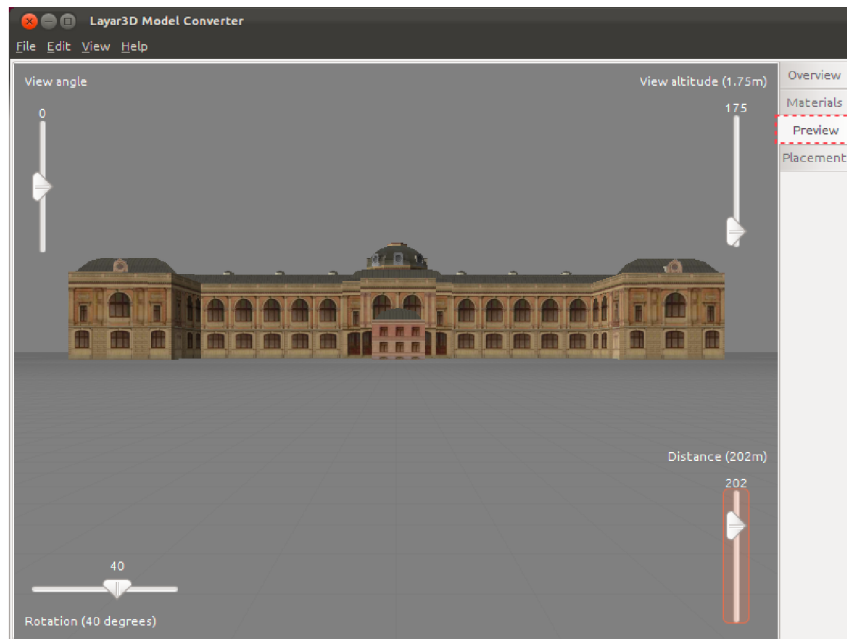 Layar3D Model Converter
File Edit View Help
View angle
0
View altitude (1.75m)
175
Overview
Materials
Preview
Placement
Distance (202m)
202
40
Rotation (40 degrees)